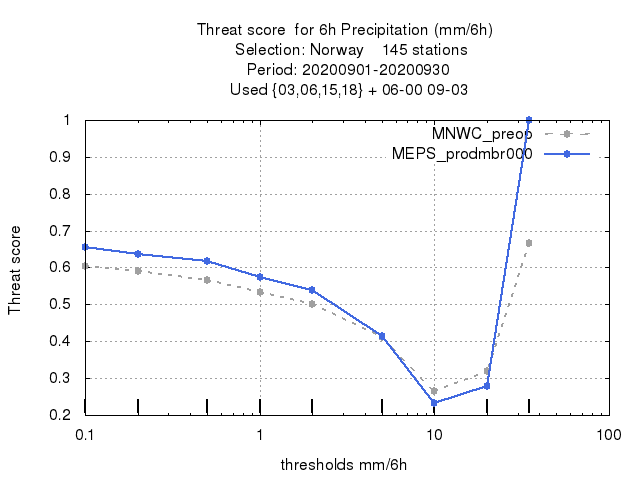 Threat score  for 6h Precipitation (mm/6h)
Selection: Norway    145 stations
Period: 20200901-20200930
Used {03,06,15,18} + 06-00 09-03
MNWC_preop
MEPS_prodmbr000
Threat score
1
0.9
0.8
0.7
0.6
0.5
0.4
0.3
0.2
0.1
1
10
100
thresholds mm/6h